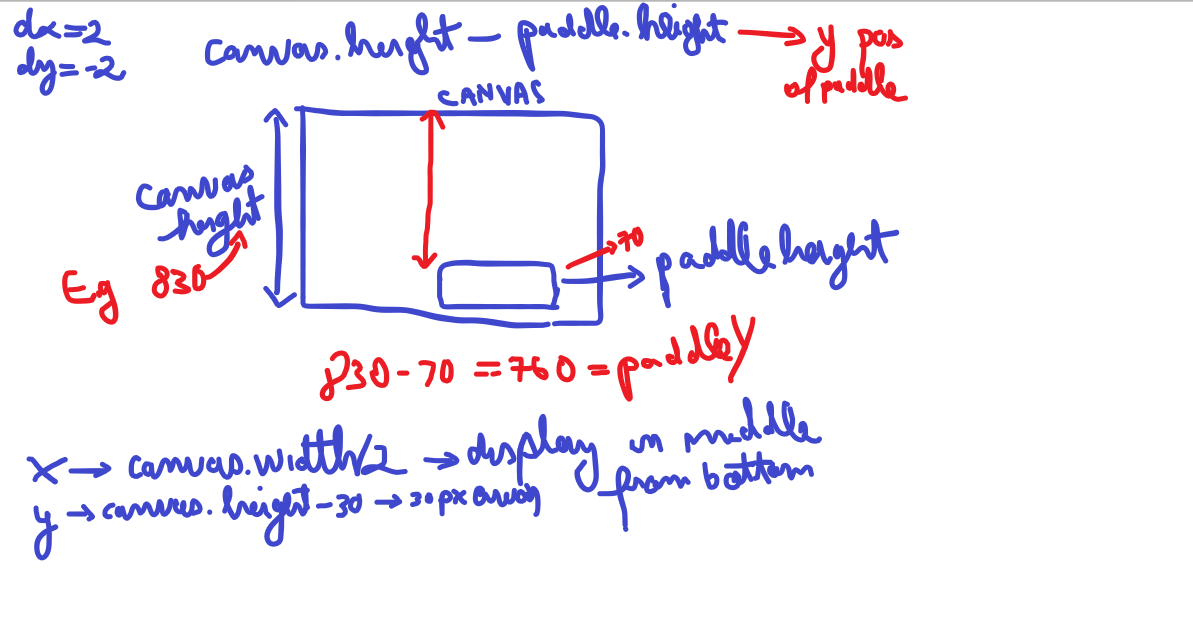 dx=2
dy=-2
canvas.height - paddle.height → y pos
of paddle
CANVAS
canvas
height
70
paddle height
Eg 830
830-70 = 760 = paddleY
x → canvas.width/2 → display in middle
y → canvas.height-30 → 30px away from bottom